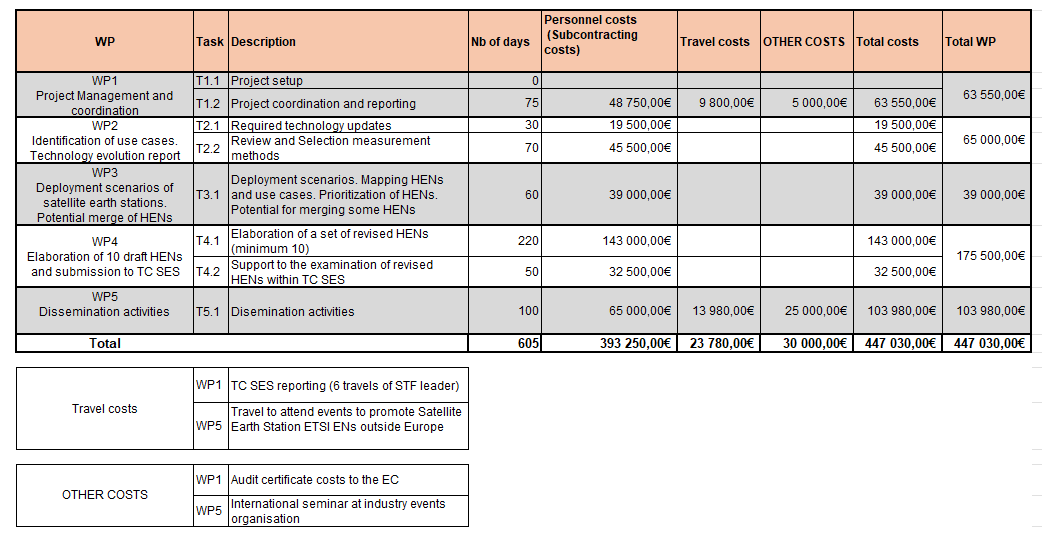 WP Task Description Nb of days Personnel costs (Subcontracting costs) Travel costs OTHER COSTS Total costs Total WP
WP1
Project Management and
coordination
T1.1 Project setup 0
T1.2 Project coordination and reporting 75 48 750,00€ 9 800,00€ 5 000,00€ 63 550,00€
63 550,00€
WP2
Identification of use cases.
Technology evolution report
T2.1 Required technology updates 30 19 500,00€ 19 500,00€
T2.2 Review and Selection measurement
methods
70 45 500,00€ 45 500,00€
65 000,00€
WP3
Deployment scenarios of
satellite earth stations.
Potential merge of HENs
T3.1 Deployment scenarios. Mapping HENs
and use cases. Prioritization of HENs.
Potential for merging some HENs
60 39 000,00€ 39 000,00€ 39 000,00€
WP4
Elaboration of 10 draft HENs
and submission to TC SES
T4.1 Elaboration of a set of revised HENs
(minimum 10)
220 143 000,00€ 143 000,00€
T4.2 Support to the examination of revised
HENs within TC SES
50 32 500,00€ 32 500,00€
175 500,00€
WP5
Dissemination activities
T5.1 Disemination activities 100 65 000,00€ 13 980,00€ 25 000,00€ 103 980,00€ 103 980,00€
Total 605 393 250,00€ 23 780,00€ 30 000,00€ 447 030,00€ 447 030,00€
Travel costs
WP1 TC SES reporting (6 travels of STF leader)
WP5 Travel to attend events to promote Satellite
Earth Station ETSI ENs outside Europe
OTHER COSTS
WP1 Audit certificate costs to the EC
WP5 International seminar at industry events
organisation